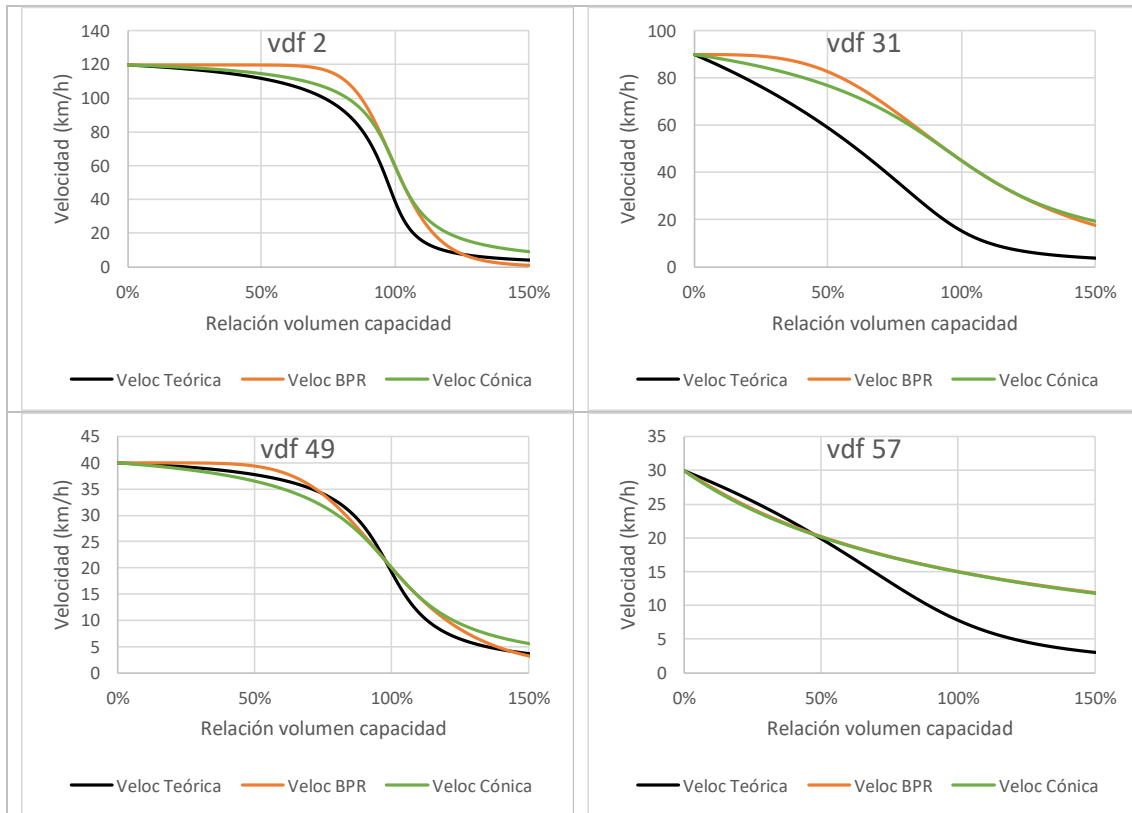 vdf 2
140
120
100
80
60
40
20
0
Velocidad (km/h)
0% 50% 100% 150%
Relación volumen capacidad
Veloc Teórica Veloc BPR Veloc Cónica
vdf 31
100
80
60
40
20
0
Velocidad (km/h)
0% 50% 100% 150%
Relación volumen capacidad
Veloc Teórica Veloc BPR Veloc Cónica
vdf 49
45
40
35
30
25
20
15
10
5
0
Velocidad (km/h)
0% 50% 100% 150%
Relación volumen capacidad
Veloc Teórica Veloc BPR Veloc Cónica
vdf 57
35
30
25
20
15
10
5
0
Velocidad (km/h)
0% 50% 100% 150%
Relación volumen capacidad
Veloc Teórica Veloc BPR Veloc Cónica